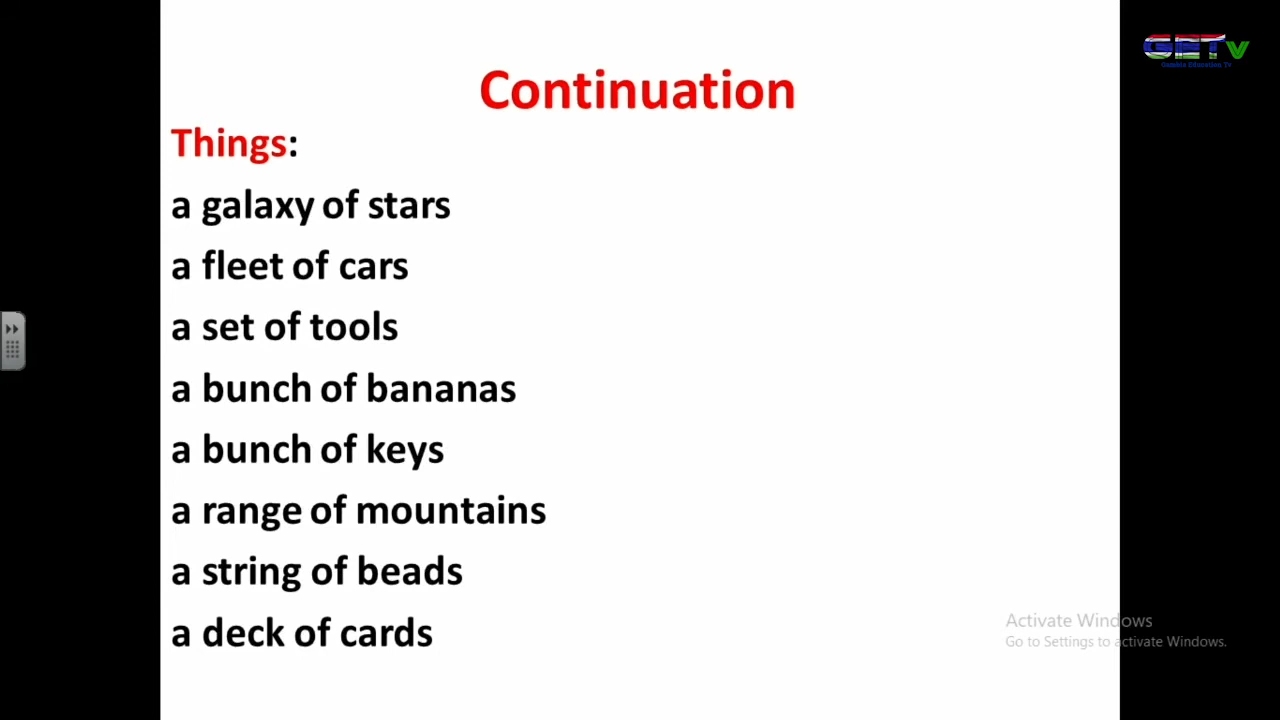 GETv
Gambia Education Tv
Continuation
Things:
a galaxy of stars
a fleet of cars
a set of tools
a bunch of bananas
a bunch of keys
a range of mountains
a string of beads
a deck of cards
Activate Windows
Go to Settings to activate Windows.